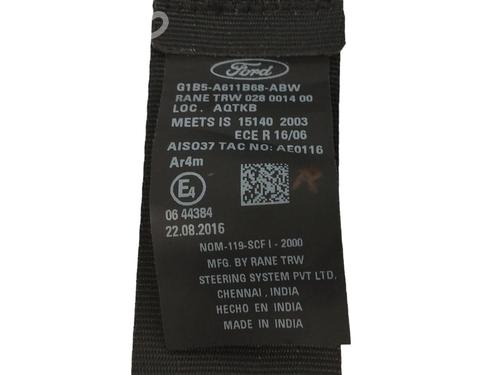 Ford
G1B5-A611B68-ABW
RANE TRW 028 0014 00
LOC. AQTKB
MEETS IS 15140 2003
ECE R 16/06
AISO37 TAC NO: AE0116
Ar4m
E4
06 44384
22.08.2016
NOM-119-SCFI - 2000
MFG. BY RANE TRW
STEERING SYSTEM PVT LTD,
CHENNAI, INDIA
HECHO EN INDIA
MADE IN INDIA